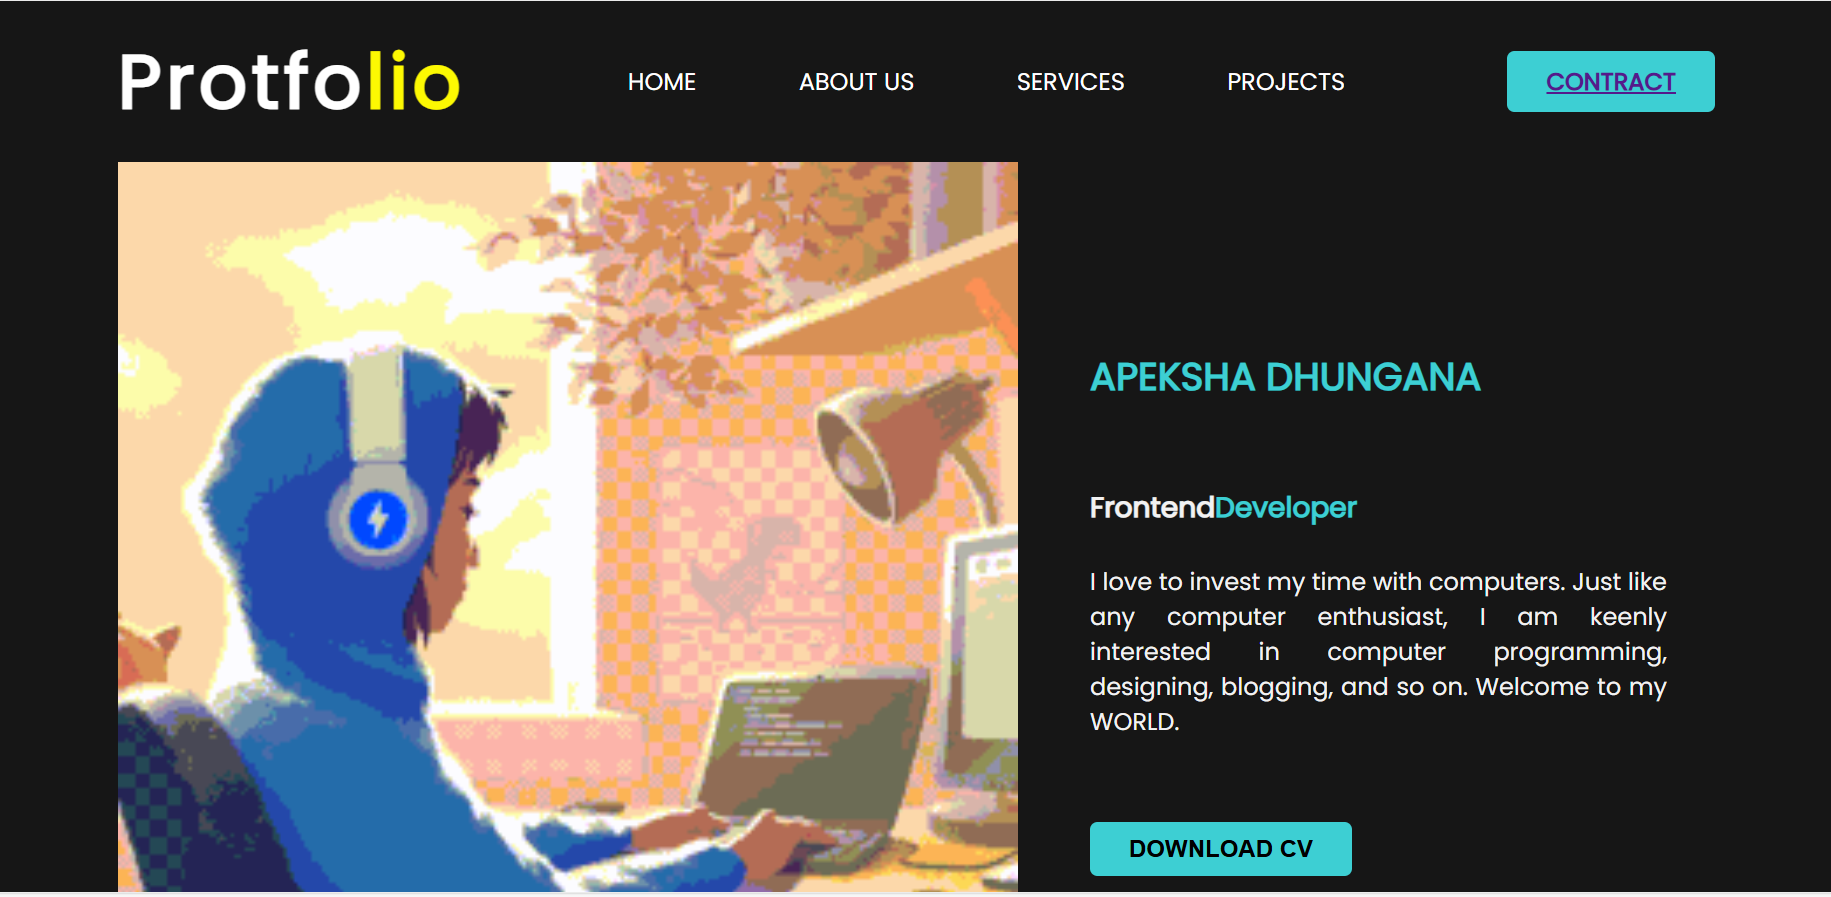 Protfolio
HOME ABOUT US SERVICES PROJECTS CONTRACT
APEKSHA DHUNGANA
FrontendDeveloper
I love to invest my time with computers. Just like
any computer enthusiast, I am keenly
interested in computer programming,
designing, blogging, and so on. Welcome to my
WORLD.
DOWNLOAD CV